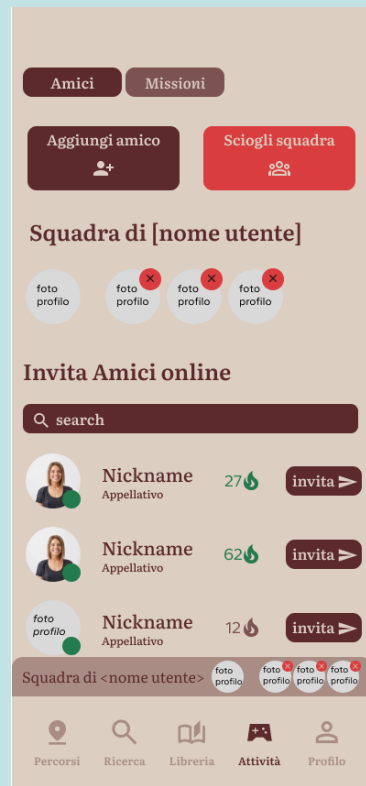 Amici
Missioni
Aggiungi amico
Sciogli squadra
Squadra di [nome utente]
foto
profilo
foto
profilo
foto
profilo
foto
profilo
Invita Amici online
search
Nickname
Appellativo
27
invita
Nickname
Appellativo
62
invita
foto
profilo
Nickname
Appellativo
12
invita
Squadra di <nome utente>
foto
profilo
foto
profilo
foto
profilo
foto
profilo
Percorsi
Ricerca
Libreria
Attività
Profilo